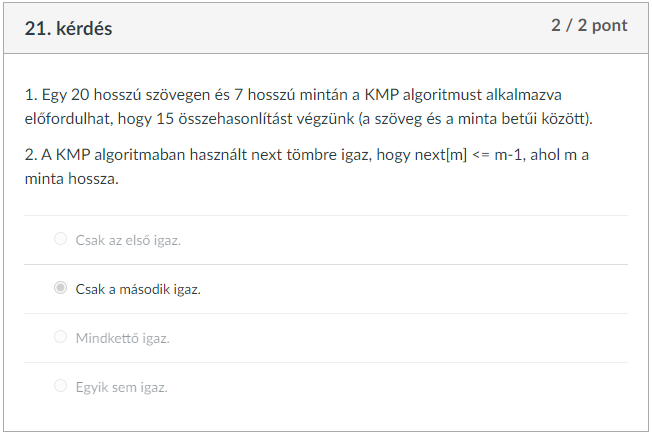 21. kérdés
2 / 2 pont
1. Egy 20 hosszú szövegen és 7 hosszú mintán a KMP algoritmust alkalmazva
előfordulhat, hogy 15 összehasonlítást végzünk (a szöveg és a minta betűi között).
2. A KMP algoritmaban használt next tömbre igaz, hogy next[m] <= m-1, ahol m a
minta hossza.
Csak az első igaz.
Csak a második igaz.
Mindkettő igaz.
Egyik sem igaz.